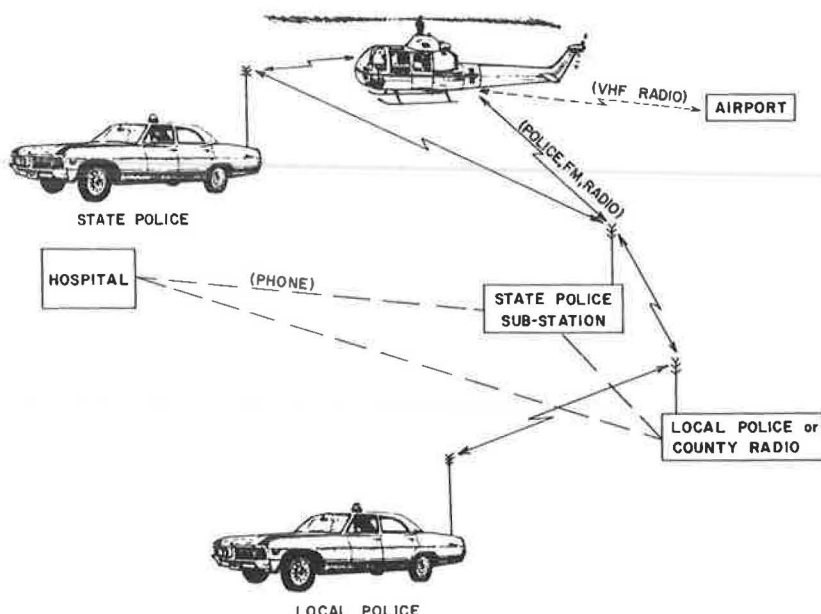 (VHF RADIO)
AIRPORT
(POLICE,FM,RADIO)
STATE POLICE
HOSPITAL
(PHONE)
STATE POLICE
SUB-STATION
LOCAL POLICE or
COUNTY RADIO
LOCAL POLICE